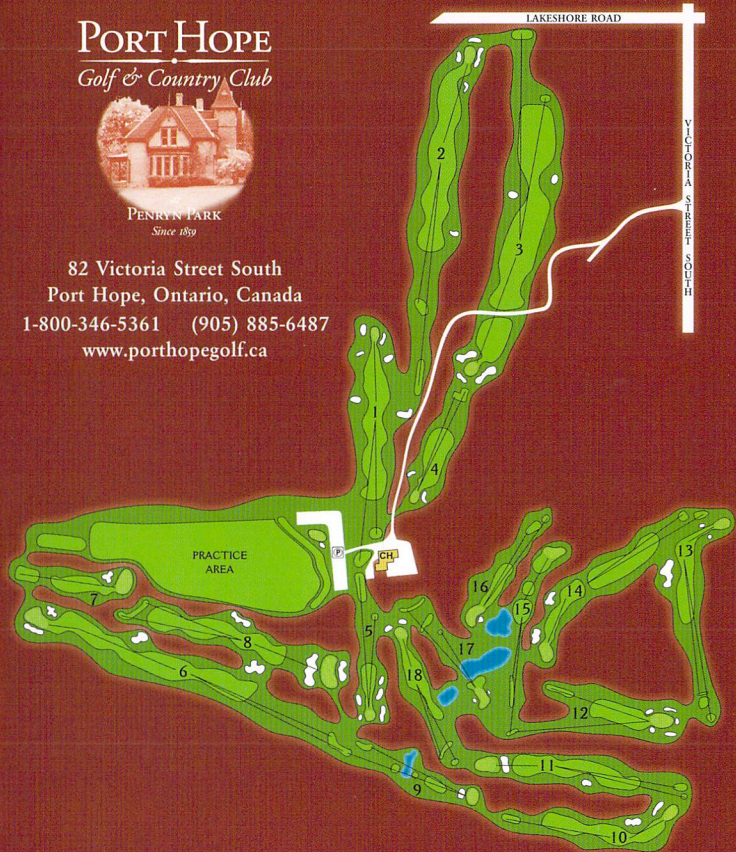 PORT HOPE
Golf & Country Club
PENRYN PARK
Since 1859
82 Victoria Street South
Port Hope, Ontario, Canada
1-800-346-5361 (905) 885-6487
www.porthopegolf.ca
LAKESHORE ROAD
VICTORIA STREET SOUTH
2
3
1
4
PRACTICE
AREA
P
CH
7
8
6
5
18
17
16
15
14
13
12
11
9
10